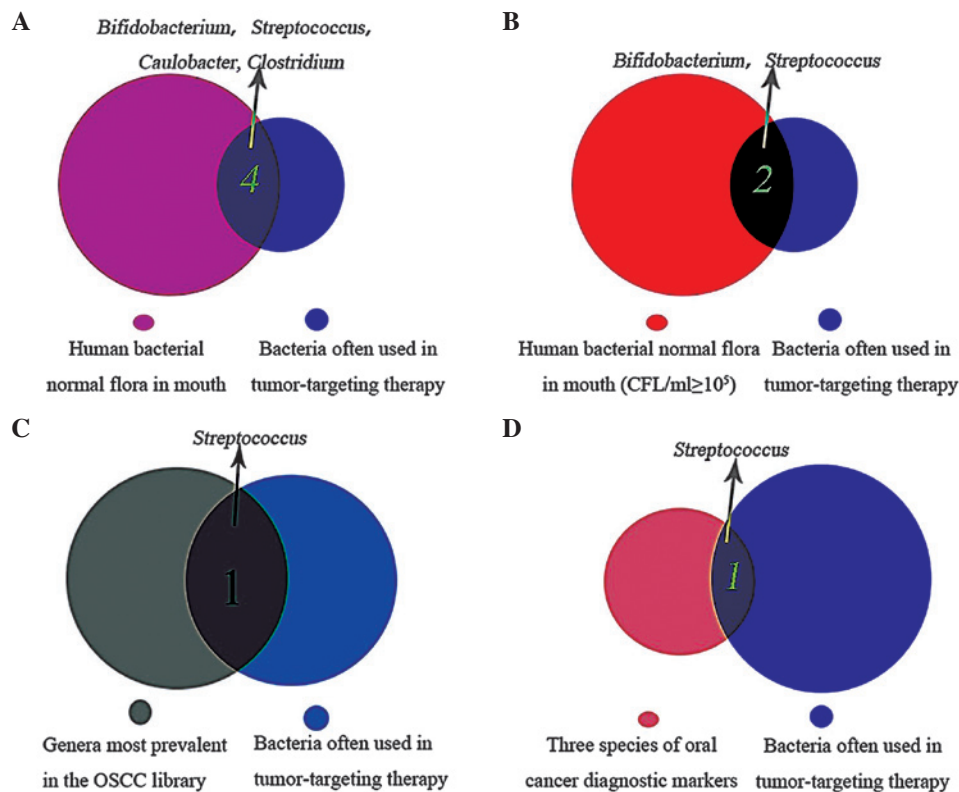 A
Bifidobacterium, Streptococcus,
Caulobacter, Clostridium
4
Human bacterial
normal flora in mouth
Bacteria often used in
tumor-targeting therapy
B
Bifidobacterium, Streptococcus
2
Human bacterial normal flora
in mouth (CFL/ml≥10⁵)
Bacteria often used in
tumor-targeting therapy
C
Streptococcus
1
Genera most prevalent
in the OSCC library
Bacteria often used in
tumor-targeting therapy
D
Streptococcus
1
Three species of oral
cancer diagnostic markers
Bacteria often used in
tumor-targeting therapy